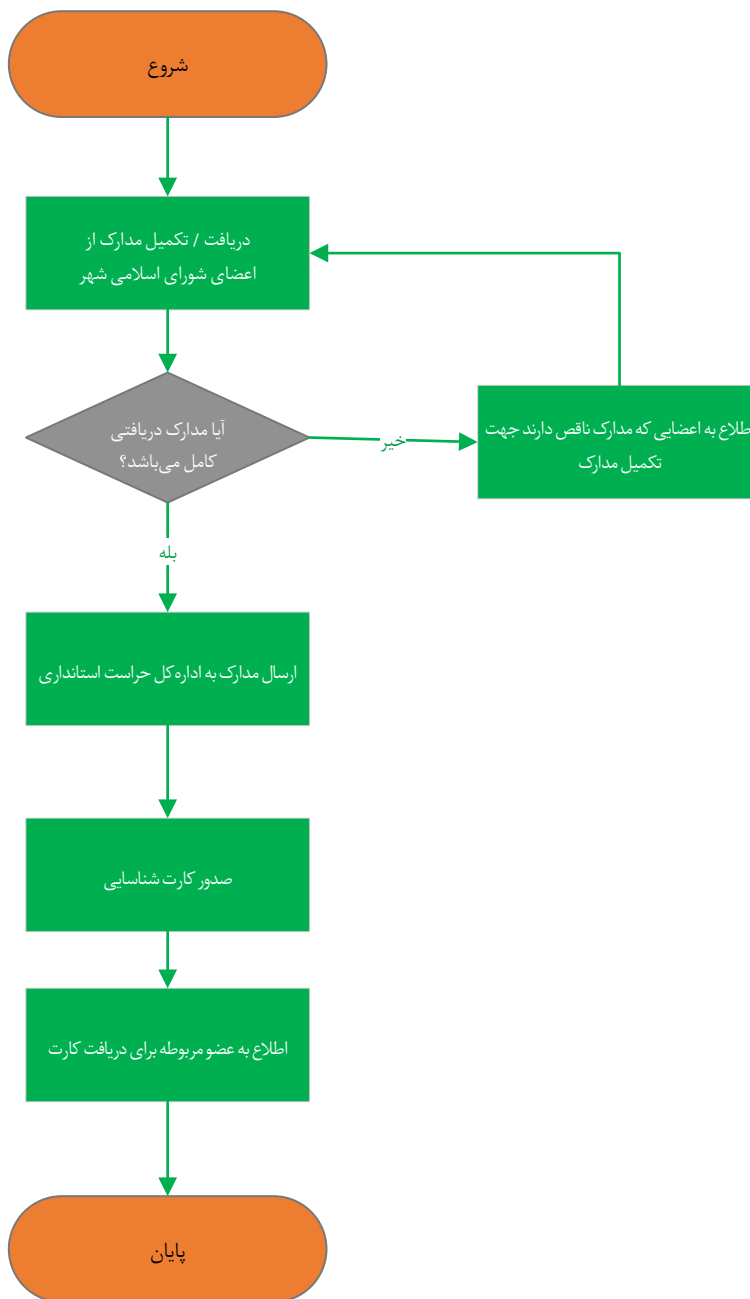 شروع
دریافت / تکمیل مدارک از
اعضای شورای اسلامی شهر
آیا مدارک دریافتی
کامل می‌باشد؟
خیر
طلاع به اعضایی که مدارک ناقص دارند جهت
تکمیل مدارک
بله
ارسال مدارک به اداره کل حراست استانداری
صدور کارت شناسایی
اطلاع به عضو مربوطه برای دریافت کارت
پایان